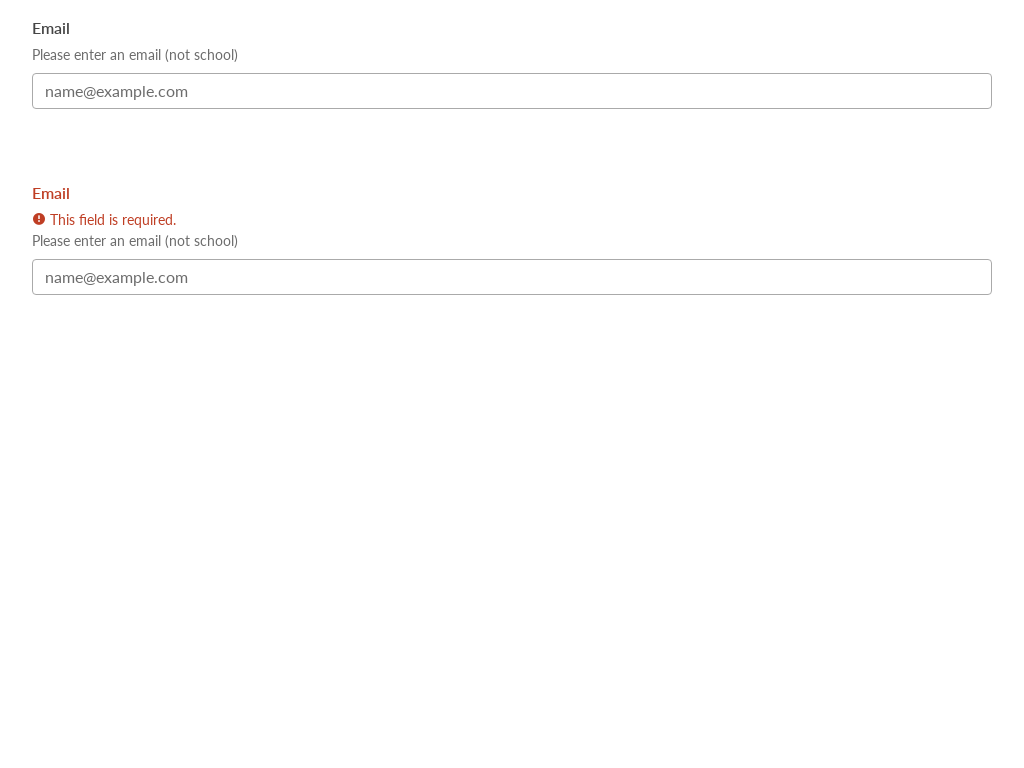 Email
Please enter an email (not school)
name@example.com
Email
This field is required.
Please enter an email (not school)
name@example.com